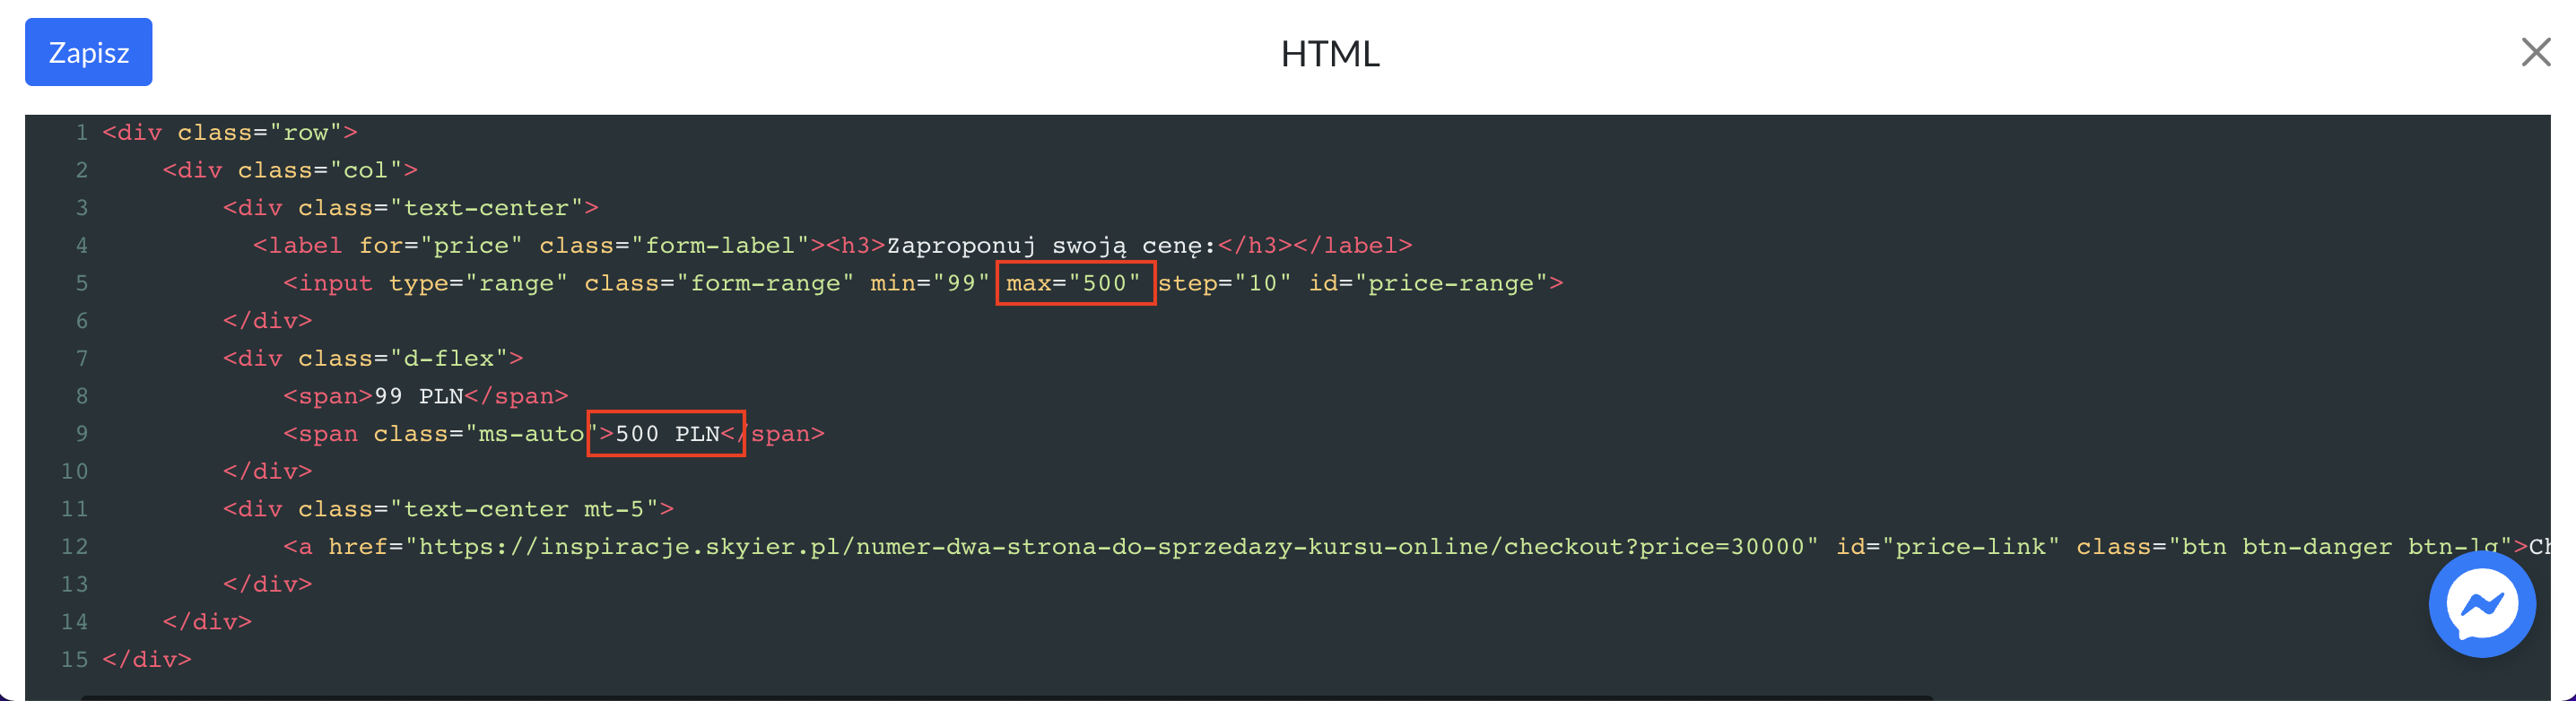 Zapisz
HTML
1 <div class="row">
2 <div class="col">
3 <div class="text-center">
4 <label for="price" class="form-label"><h3>Zaproponuj swoją cenę:</h3></label>
5 <input type="range" class="form-range" min="99" max="500" step="10" id="price-range">
6 </div>
7 <div class="d-flex">
8 <span>99 PLN</span>
9 <span class="ms-auto">500 PLN</span>
10 </div>
11 <div class="text-center mt-5">
12 <a href="https://inspiracje.skyier.pl/numer-dwa-strona-do-sprzedazy-kursu-online/checkout?price=30000" id="price-link" class="btn btn-danger btn-lg">
13 </div>
14 </div>
15 </div>